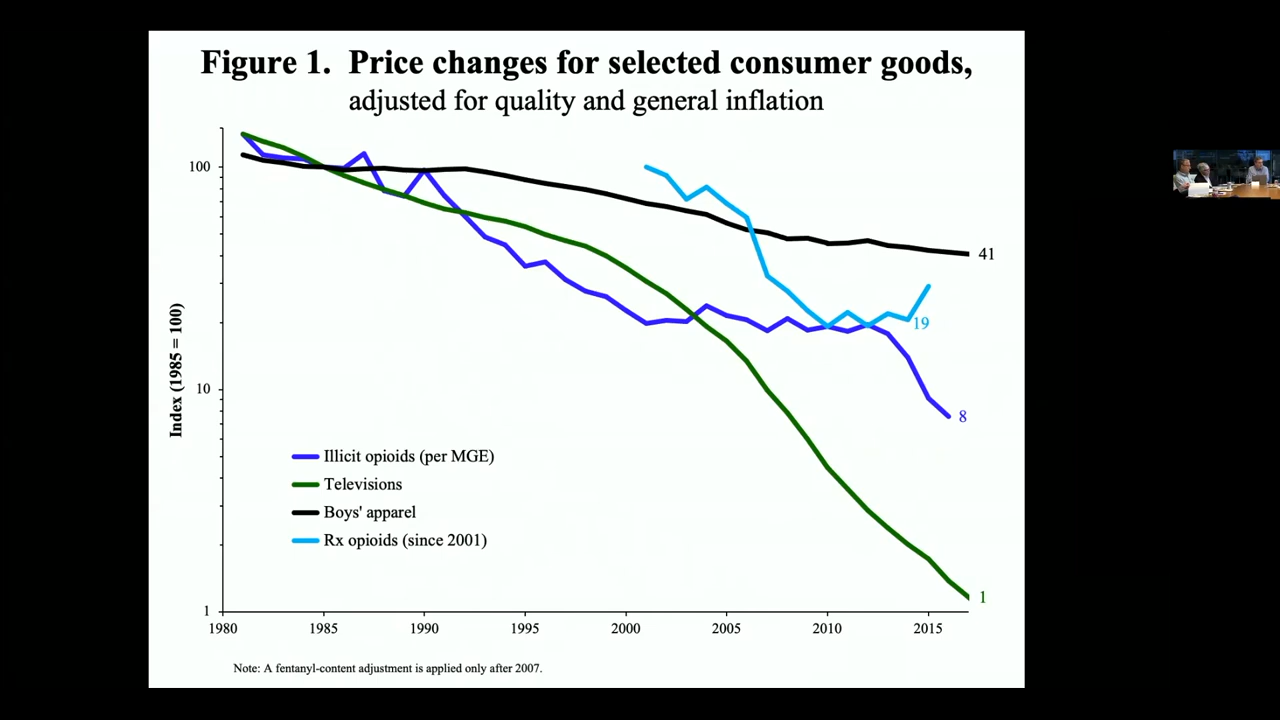 Figure 1. Price changes for selected consumer goods,
adjusted for quality and general inflation
Index (1985 = 100)
100
10
1
41
19
8
1
Illicit opioids (per MGE)
Televisions
Boys' apparel
Rx opioids (since 2001)
1980 1985 1990 1995 2000 2005 2010 2015
Note: A fentanyl-content adjustment is applied only after 2007.